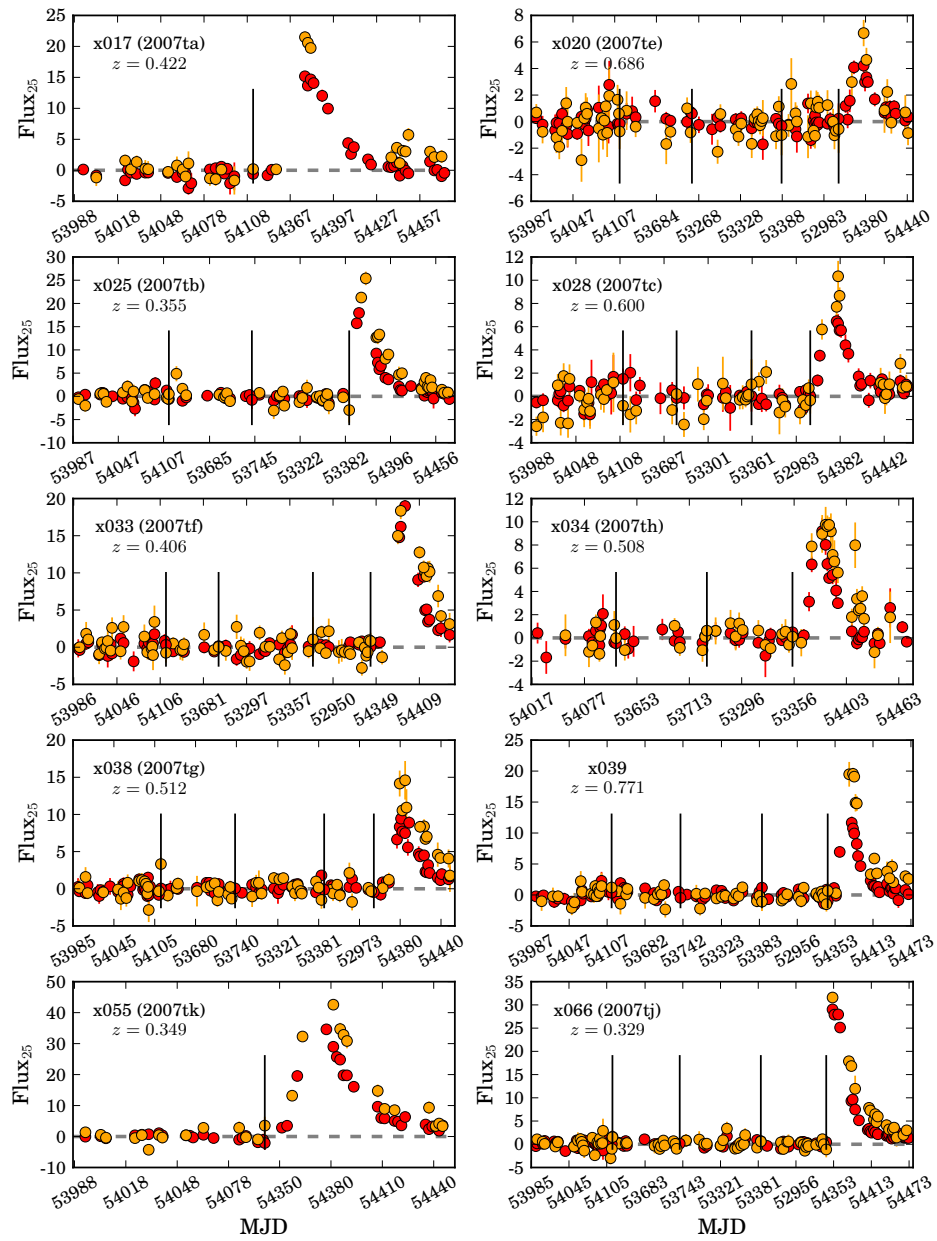 x017 (2007ta)
z = 0.422
Flux25
25
20
15
10
5
0
-5
53988 54018 54048 54078 54108 54367 54397 54427 54457
x020 (2007te)
z = 0.686
8
6
4
2
0
-2
-4
-6
53987 54047 54107 53684 53268 53328 53388 52983 54380 54440
x025 (2007tb)
z = 0.355
Flux25
30
25
20
15
10
5
0
-5
-10
53987 54047 54107 53685 53745 53322 53382 54396 54456
x028 (2007tc)
z = 0.600
12
10
8
6
4
2
0
-2
-4
53988 54048 54108 53687 53301 53361 52983 54382 54442
x033 (2007tf)
z = 0.406
Flux25
20
15
10
5
0
-5
53986 54046 54106 53681 53297 53357 52950 54349 54409
x034 (2007th)
z = 0.508
Flux25
12
10
8
6
4
2
0
-2
-4
54017 54077 53653 53713 53296 53356 54403 54463
x038 (2007tg)
z = 0.512
Flux25
20
15
10
5
0
-5
53985 54045 54105 53680 53740 53321 53381 52973 54380 54440
x039
z = 0.771
Flux25
25
20
15
10
5
0
-5
53987 54047 54107 53682 53742 53323 53383 52956 54353 54413 54473
x055 (2007tk)
z = 0.349
Flux25
50
40
30
20
10
0
-10
53988 54018 54048 54078 54350 54380 54410 54440
MJD
x066 (2007tj)
z = 0.329
Flux25
35
30
25
20
15
10
5
0
-5
53985 54045 54105 53683 53743 53321 53381 52956 54353 54413 54473
MJD
Flux25
Flux25